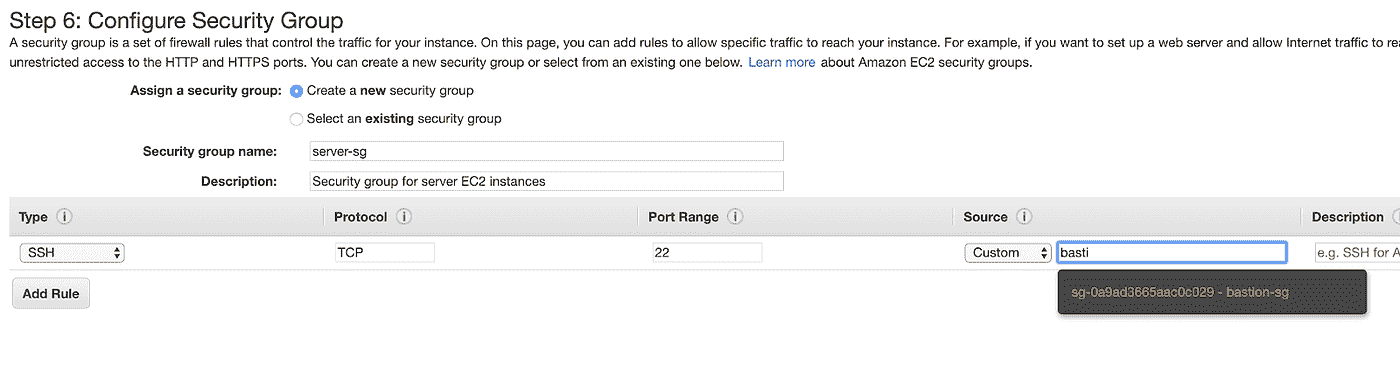 Step 6: Configure Security Group
A security group is a set of firewall rules that control the traffic for your instance. On this page, you can add rules to allow specific traffic to reach your instance. For example, if you want to set up a web server and allow Internet traffic to rea
unrestricted access to the HTTP and HTTPS ports. You can create a new security group or select from an existing one below. Learn more about Amazon EC2 security groups.
Assign a security group: Create a new security group
Select an existing security group
Security group name: server-sg
Description: Security group for server EC2 instances
Type i Protocol i Port Range i Source i Description
SSH TCP 22 Custom basti e.g. SSH for A
sg-0a9ad3665aac0c029 - bastion-sg
Add Rule